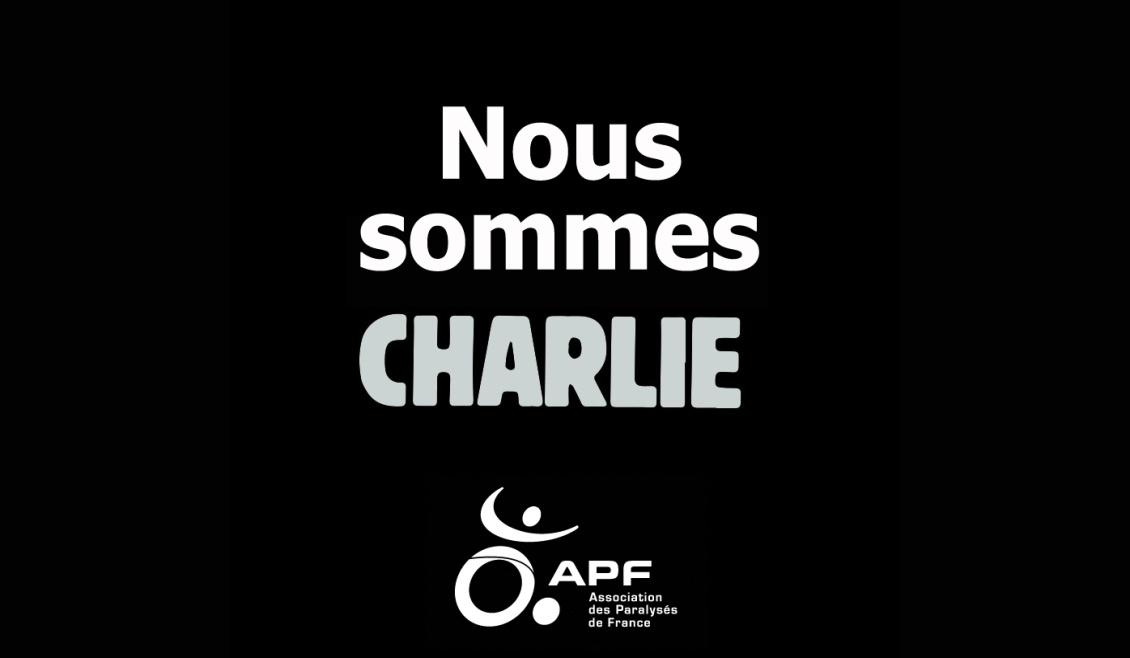 Nous
sommes
CHARLIE
APF
Association
des Paralysés
de France